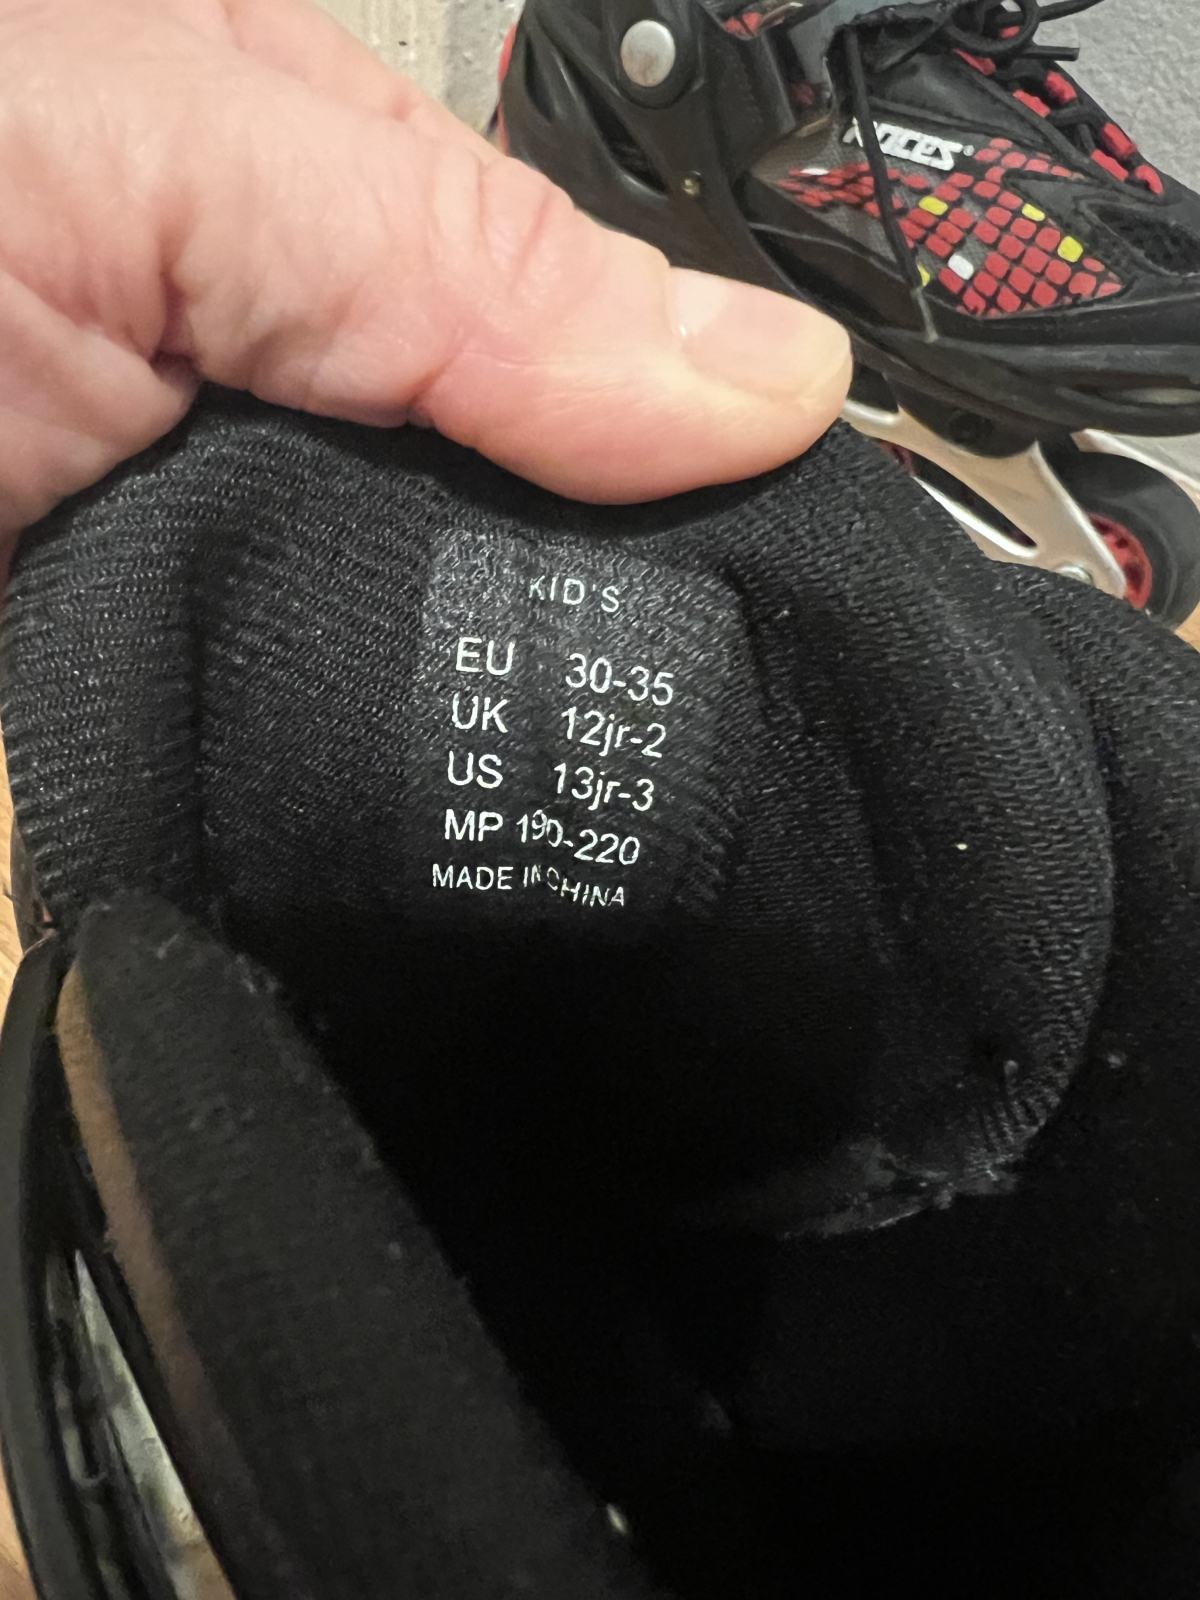 ROCES®
KID'S
EU 30-35
UK 12jr-2
US 13jr-3
MP 190-220
MADE IN CHINA